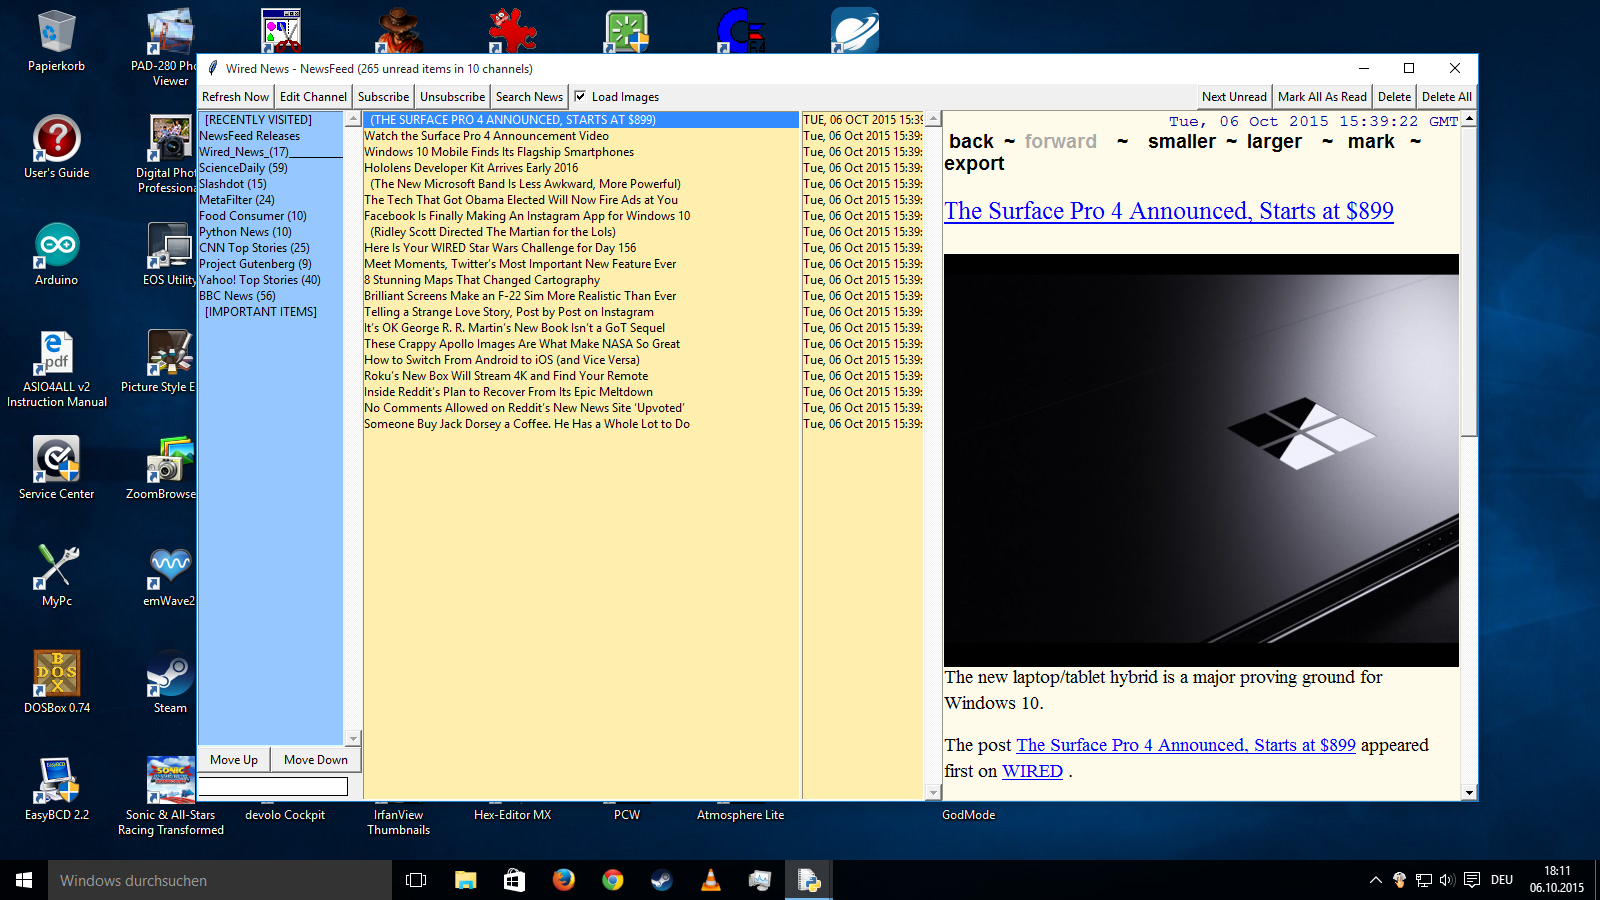 Papierkorb
PAD-280 Pho
Viewer
User's Guide
Digital Phot
Professiona
Arduino
EOS Utility
ASIO4ALL v2
Instruction Manual
Picture Style E
Service Center
ZoomBrowse
MyPc
emWave2
DOSBox 0.74
Steam
EasyBCD 2.2
Sonic & All-Stars
Racing Transformed
devolo Cockpit
IrfanView
Thumbnails
Hex-Editor MX
PCW
Atmosphere Lite
GodMode
Wired News - NewsFeed (265 unread items in 10 channels)
Refresh Now
Edit Channel
Subscribe
Unsubscribe
Search News
Load Images
Next Unread
Mark All As Read
Delete
Delete All
[RECENTLY VISITED]
NewsFeed Releases
Wired_News_(17)
ScienceDaily (59)
Slashdot (15)
MetaFilter (24)
Food Consumer (10)
Python News (10)
CNN Top Stories (25)
Project Gutenberg (9)
Yahoo! Top Stories (40)
BBC News (56)
[IMPORTANT ITEMS]
Move Up
Move Down
(THE SURFACE PRO 4 ANNOUNCED, STARTS AT $899) TUE, 06 OCT 2015 15:39
Watch the Surface Pro 4 Announcement Video Tue, 06 Oct 2015 15:39:
Windows 10 Mobile Finds Its Flagship Smartphones Tue, 06 Oct 2015 15:39:
Hololens Developer Kit Arrives Early 2016 Tue, 06 Oct 2015 15:39:
(The New Microsoft Band Is Less Awkward, More Powerful) Tue, 06 Oct 2015 15:39:
The Tech That Got Obama Elected Will Now Fire Ads at You Tue, 06 Oct 2015 15:39:
Facebook Is Finally Making An Instagram App for Windows 10 Tue, 06 Oct 2015 15:39:
(Ridley Scott Directed The Martian for the Lols) Tue, 06 Oct 2015 15:39:
Here Is Your WIRED Star Wars Challenge for Day 156 Tue, 06 Oct 2015 15:39:
Meet Moments, Twitter's Most Important New Feature Ever Tue, 06 Oct 2015 15:39:
8 Stunning Maps That Changed Cartography Tue, 06 Oct 2015 15:39:
Brilliant Screens Make an F-22 Sim More Realistic Than Ever Tue, 06 Oct 2015 15:39:
Telling a Strange Love Story, Post by Post on Instagram Tue, 06 Oct 2015 15:39:
It's OK George R. R. Martin's New Book Isn't a GoT Sequel Tue, 06 Oct 2015 15:39:
These Crappy Apollo Images Are What Make NASA So Great Tue, 06 Oct 2015 15:39:
How to Switch From Android to iOS (and Vice Versa) Tue, 06 Oct 2015 15:39:
Roku's New Box Will Stream 4K and Find Your Remote Tue, 06 Oct 2015 15:39:
Inside Reddit's Plan to Recover From Its Epic Meltdown Tue, 06 Oct 2015 15:39:
No Comments Allowed on Reddit's New News Site ‘Upvoted’ Tue, 06 Oct 2015 15:39:
Someone Buy Jack Dorsey a Coffee. He Has a Whole Lot to Do Tue, 06 Oct 2015 15:39:
Tue, 06 Oct 2015 15:39:22 GMT
back ~ forward ~ smaller ~ larger ~ mark ~
export
The Surface Pro 4 Announced, Starts at $899
The new laptop/tablet hybrid is a major proving ground for
Windows 10.
The post The Surface Pro 4 Announced, Starts at $899 appeared
first on WIRED .
Windows durchsuchen
DEU
18:11
06.10.2015